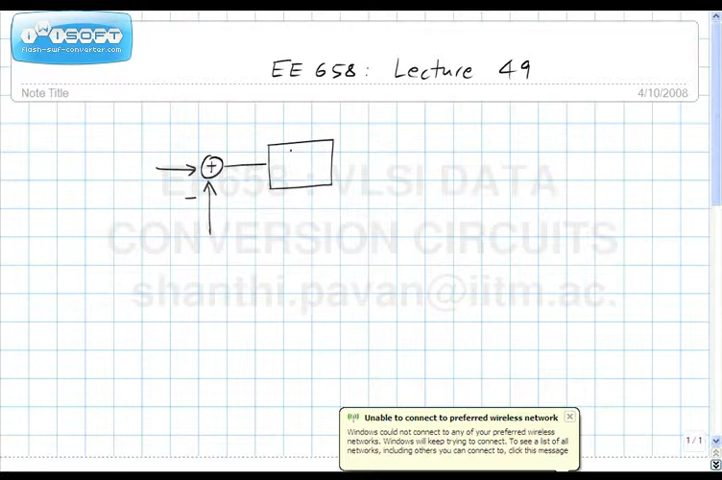 iWiSOFT
flash-swf-converter.com
EE 658: Lecture 49
Note Title
4/10/2008
+
EE658 : VLSI DATA
CONVERSION CIRCUITS
-
shanthi.pavan@iitm.ac.
Unable to connect to preferred wireless network
Windows could not connect to any of your preferred wireless
networks. Windows will keep trying to connect. To see a list of all
networks, including others you can connect to, click this message
1 / 1